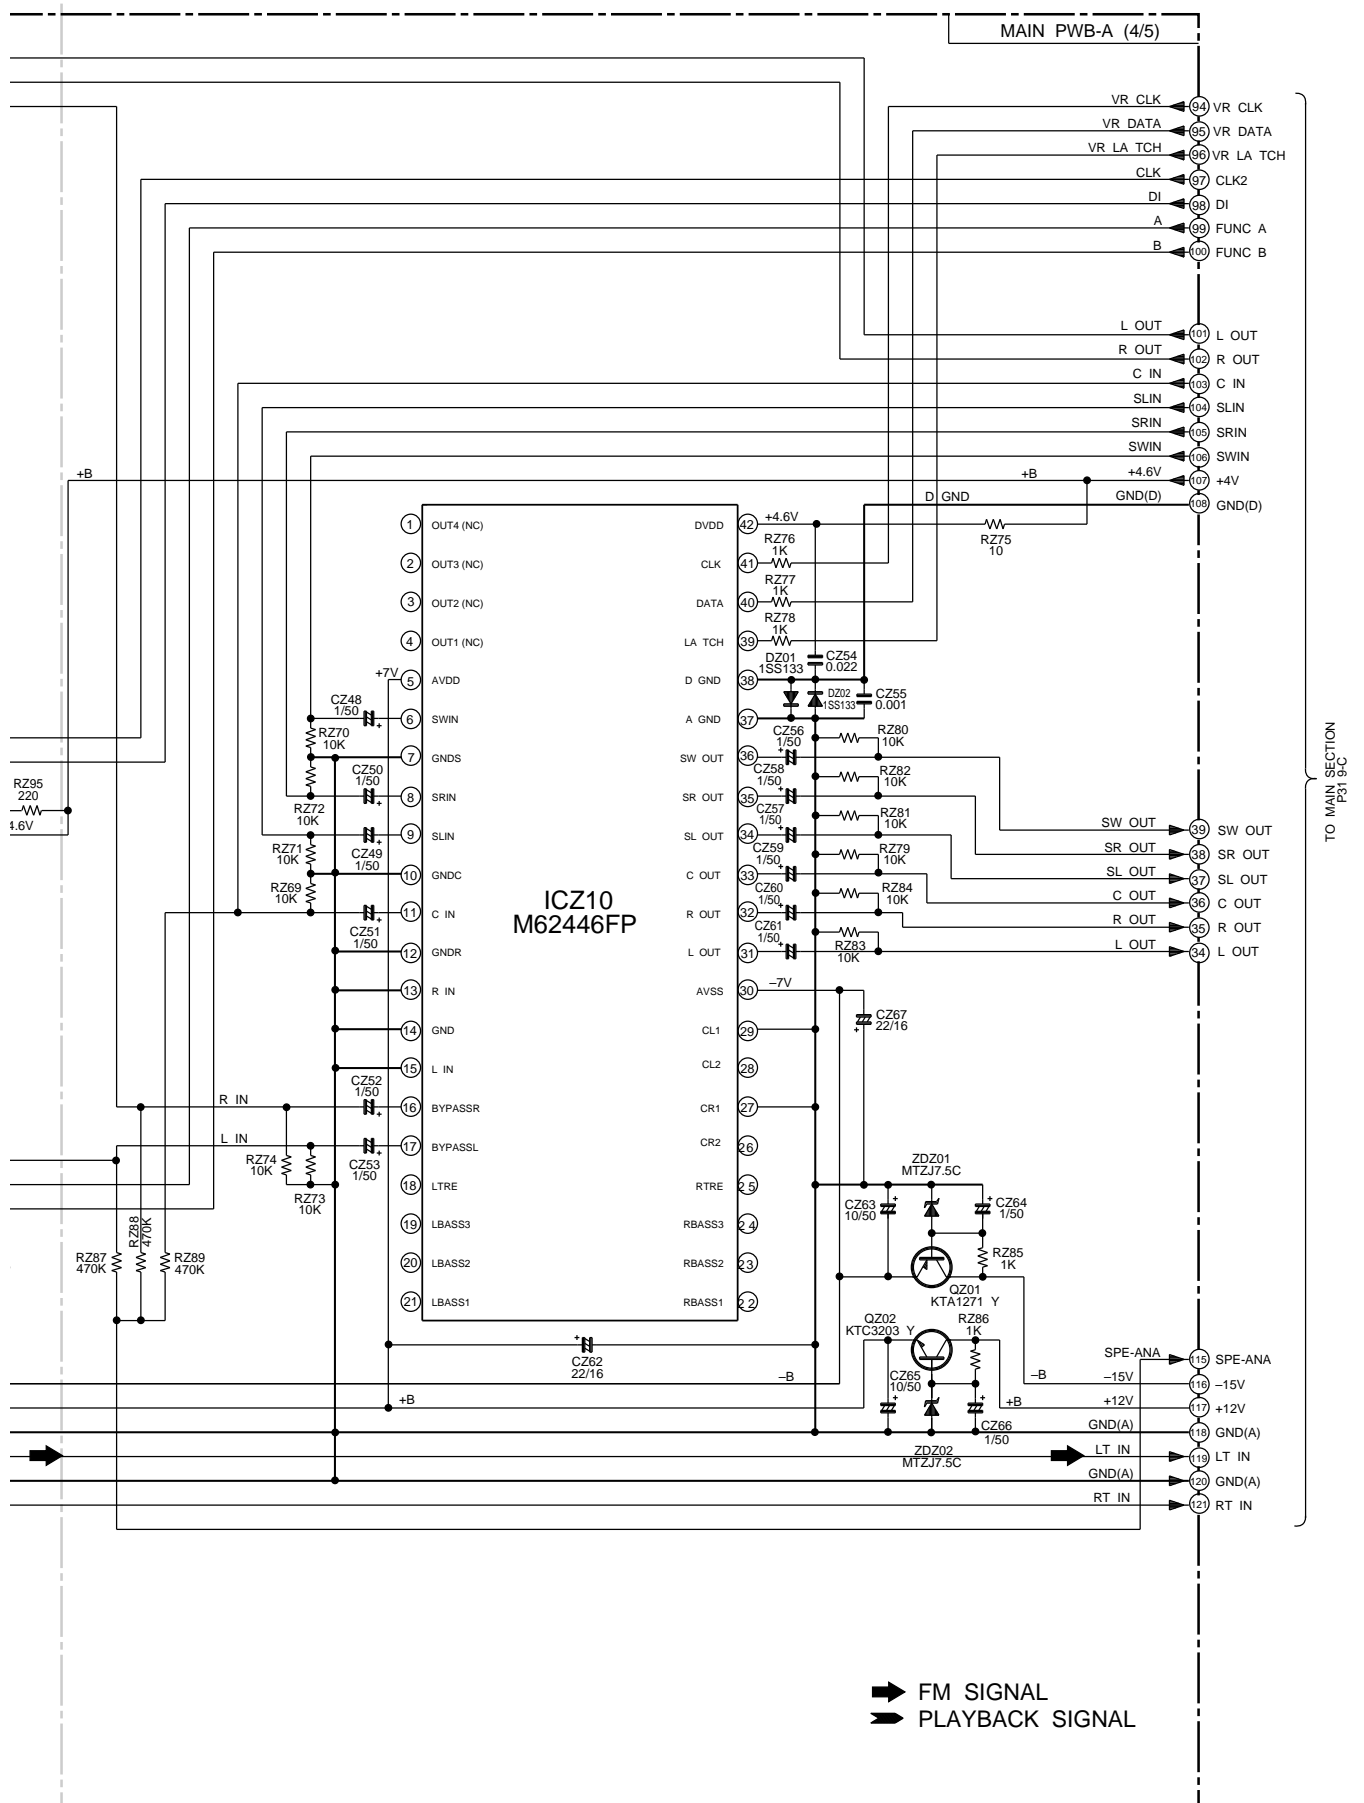 MAIN PWB-A (4/5)
VR CLK 94 VR CLK
VR DATA 95 VR DATA
VR LA TCH 96 VR LA TCH
CLK 97 CLK2
DI 98 DI
A 99 FUNC A
B 100 FUNC B
L OUT 101 L OUT
R OUT 102 R OUT
C IN 103 C IN
SLIN 104 SLIN
SRIN 105 SRIN
SWIN 106 SWIN
+B +B +4.6V 107 +4V
D GND GND(D) 108 GND(D)
TO MAIN SECTION
P31 9-C
1 OUT4 (NC)
2 OUT3 (NC)
3 OUT2 (NC)
4 OUT1 (NC)
+7V 5 AVDD
6 SWIN
7 GNDS
8 SRIN
9 SLIN
10 GNDC
11 C IN
12 GNDR
13 R IN
14 GND
15 L IN
16 BYPASSR
17 BYPASSL
18 LTRE
19 LBASS3
20 LBASS2
21 LBASS1
ICZ10
M62446FP
DVDD 42 +4.6V
CLK 41
DATA 40
LA TCH 39
D GND 38
A GND 37
SW OUT 36
SR OUT 35
SL OUT 34
C OUT 33
R OUT 32
L OUT 31
AVSS 30 –7V
CL1 29
CL2 28
CR1 27
CR2 26
RTRE 25
RBASS3 24
RBASS2 23
RBASS1 22
CZ48
1/50
RZ70
10K
CZ50
1/50
RZ72
10K
RZ71
10K
CZ49
1/50
RZ69
10K
CZ51
1/50
RZ95
220
4.6V
R IN
CZ52
1/50
L IN
RZ74
10K
CZ53
1/50
RZ73
10K
RZ87
470K
RZ88
470K
RZ89
470K
RZ75
10
RZ76
1K
RZ77
1K
RZ78
1K
DZ01
1SS133
CZ54
0.022
DZ02
1SS133
CZ55
0.001
CZ56
1/50
RZ80
10K
CZ58
1/50
RZ82
10K
CZ57
1/50
RZ81
10K
CZ59
1/50
RZ79
10K
CZ60
1/50
RZ84
10K
CZ61
1/50
RZ83
10K
SW OUT 39 SW OUT
SR OUT 38 SR OUT
SL OUT 37 SL OUT
C OUT 36 C OUT
R OUT 35 R OUT
L OUT 34 L OUT
CZ67
22/16
ZDZ01
MTZJ7.5C
CZ63
10/50
CZ64
1/50
RZ85
1K
QZ01
KTA1271 Y
QZ02
KTC3203 Y
RZ86
1K
CZ62
22/16
CZ65
10/50
CZ66
1/50
ZDZ02
MTZJ7.5C
SPE-ANA 115 SPE-ANA
–B –B –15V 116 –15V
+B +B +12V 117 +12V
GND(A) 118 GND(A)
LT IN 119 LT IN
GND(A) 120 GND(A)
RT IN 121 RT IN
FM SIGNAL
PLAYBACK SIGNAL